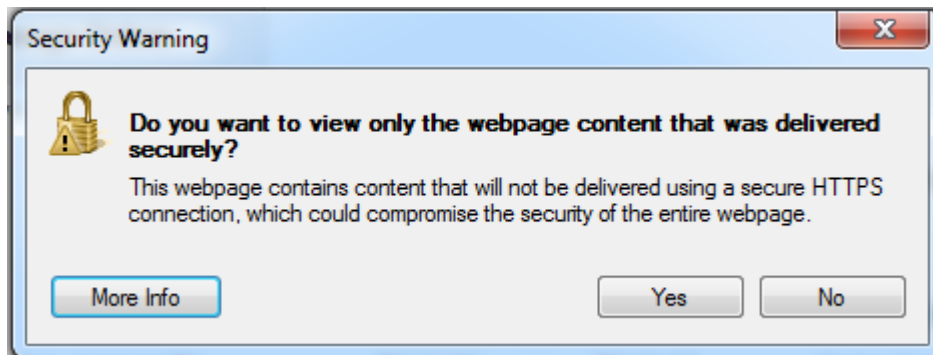 Security Warning
Do you want to view only the webpage content that was delivered
securely?
This webpage contains content that will not be delivered using a secure HTTPS
connection, which could compromise the security of the entire webpage.
More Info
Yes
No